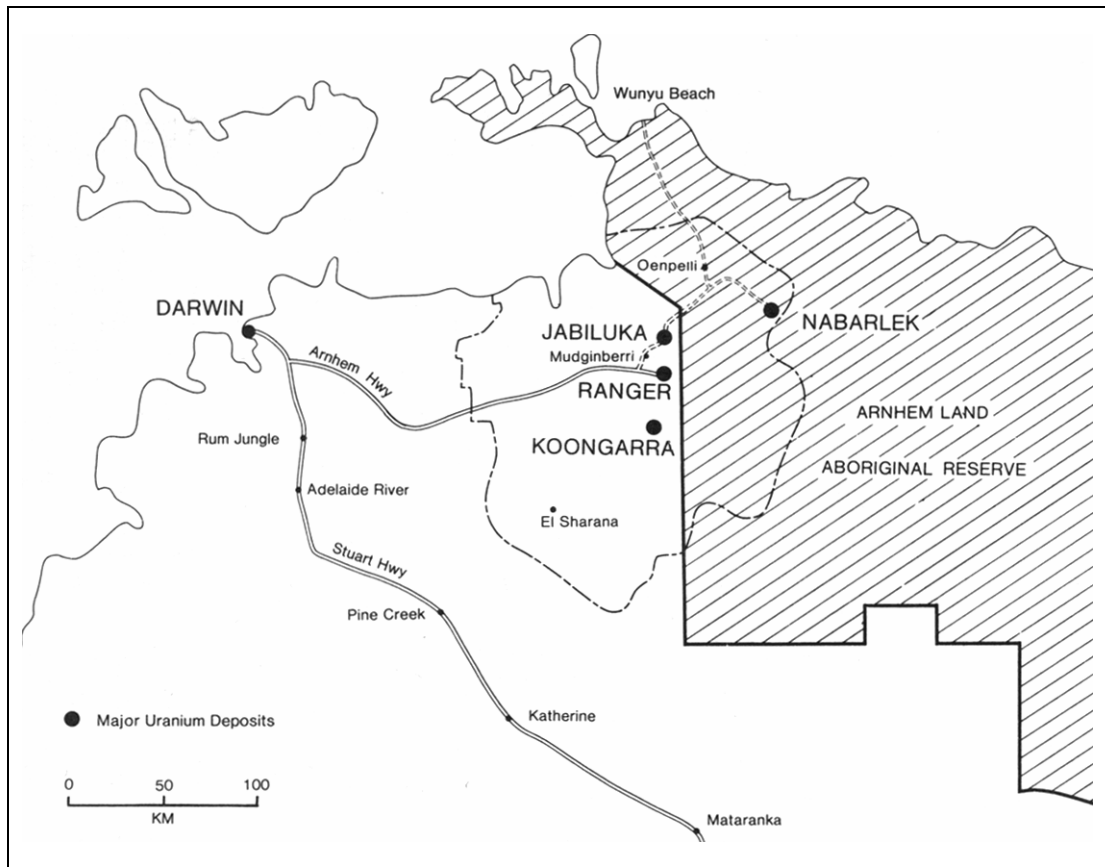 Wunyu Beach
Oenpelli
DARWIN
NABARLEK
JABILUKA
Mudginberri
Arnhem Hwy
RANGER
ARNHEM LAND
Rum Jungle
KOONGARRA
ABORIGINAL RESERVE
Adelaide River
El Sharana
Stuart Hwy
Pine Creek
Major Uranium Deposits
Katherine
0 50 100
KM
Mataranka